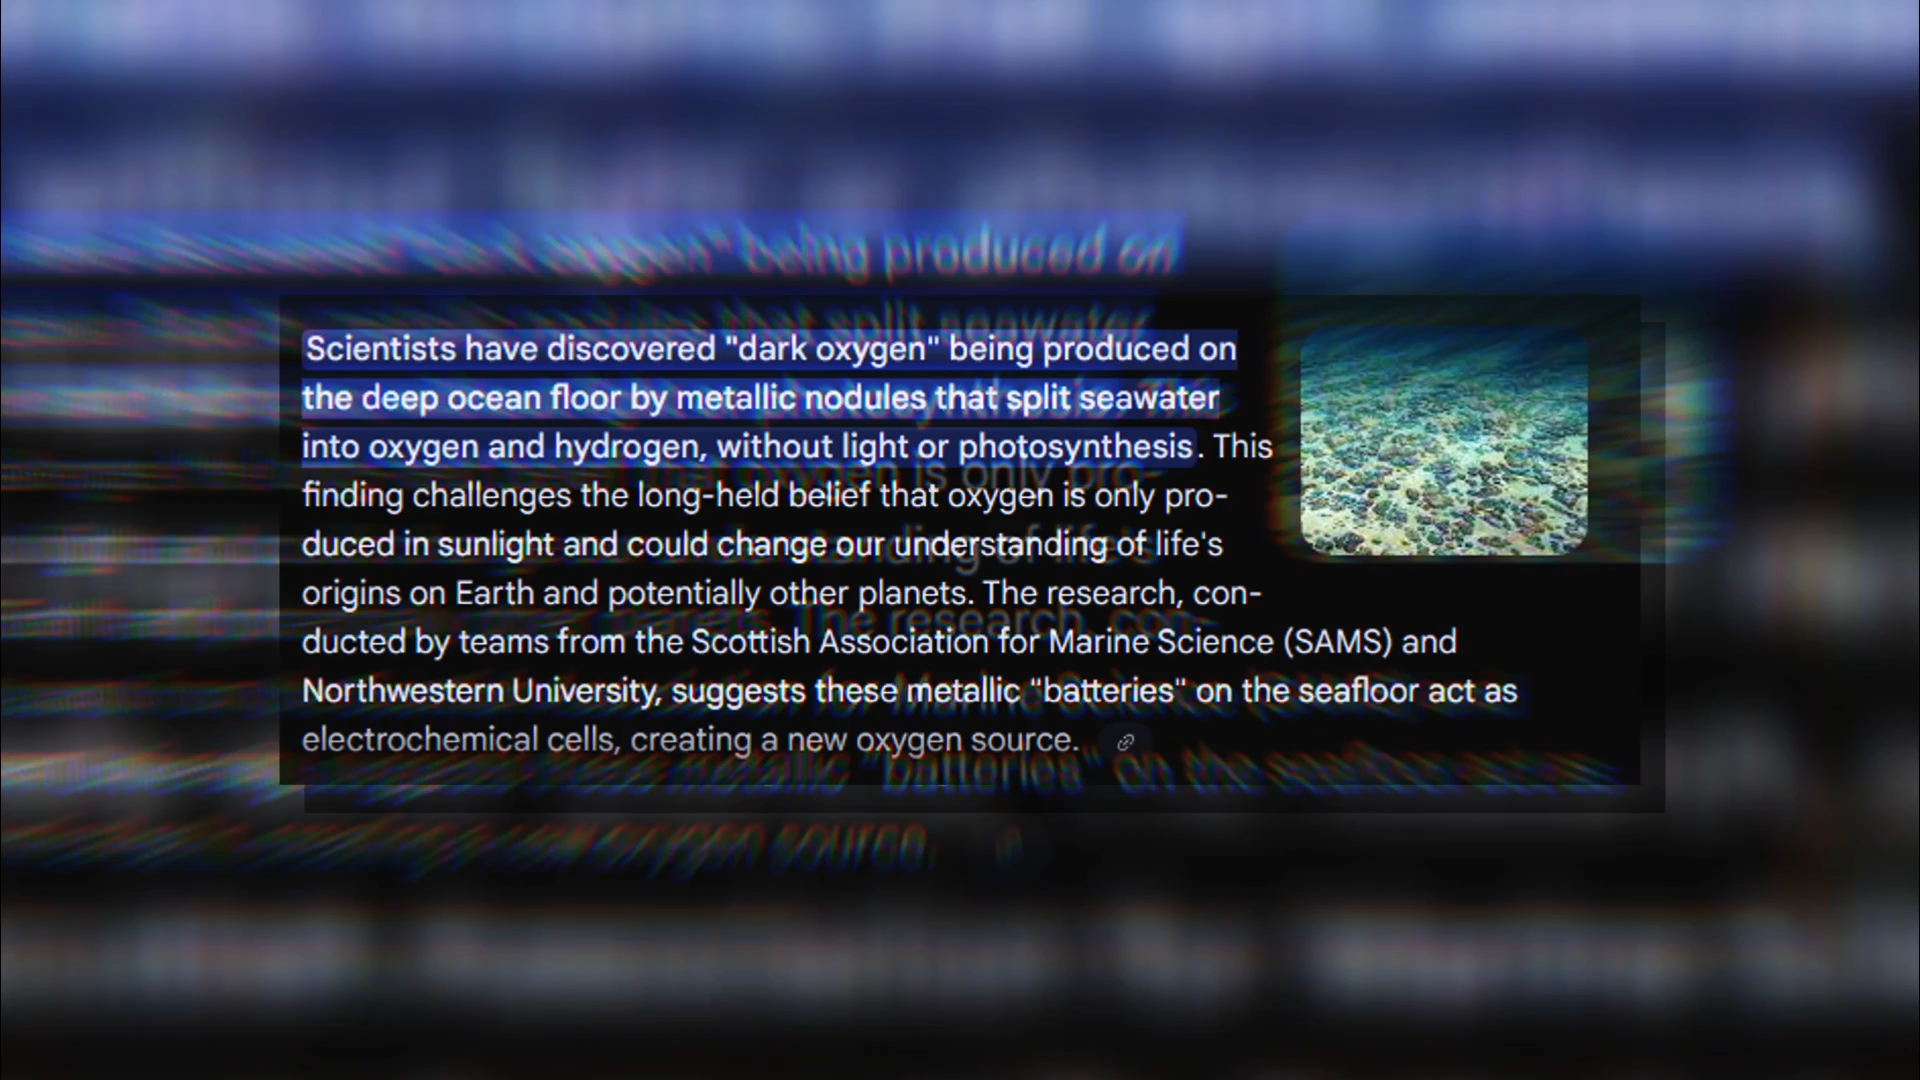 Scientists have discovered "dark oxygen" being produced on
the deep ocean floor by metallic nodules that split seawater
into oxygen and hydrogen, without light or photosynthesis. This
finding challenges the long-held belief that oxygen is only pro-
duced in sunlight and could change our understanding of life's
origins on Earth and potentially other planets. The research, con-
ducted by teams from the Scottish Association for Marine Science (SAMS) and
Northwestern University, suggests these metallic "batteries" on the seafloor act as
electrochemical cells, creating a new oxygen source.